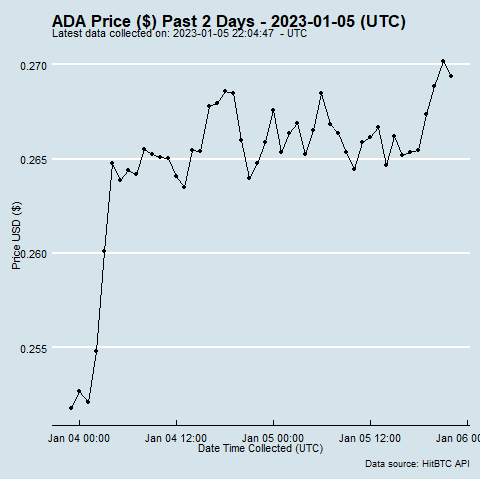 ADA Price ($) Past 2 Days - 2023-01-05 (UTC)
Latest data collected on: 2023-01-05 22:04:47  - UTC
0.270
0.265
0.260
0.255
Price USD ($)
Jan 04 00:00 Jan 04 12:00 Jan 05 00:00 Jan 05 12:00 Jan 06 0
Date Time Collected (UTC)
Data source: HitBTC API